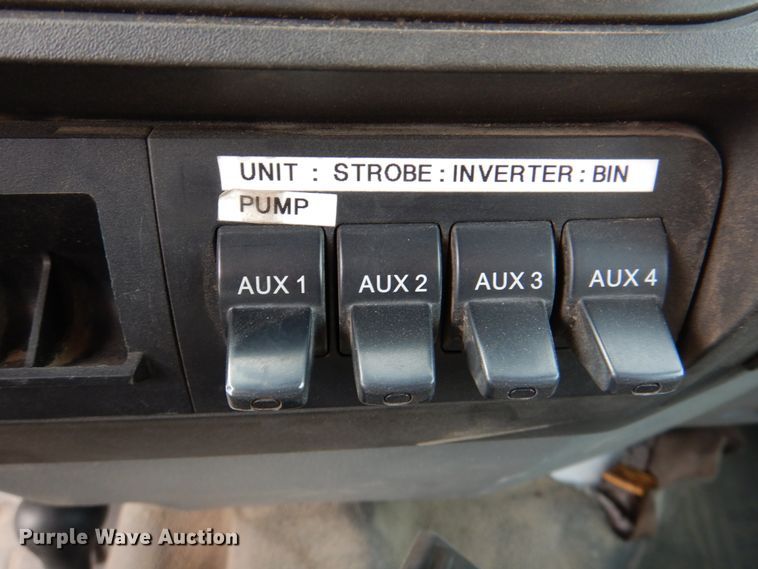 UNIT : STROBE : INVERTER : BIN
PUMP
AUX 1 AUX 2 AUX 3 AUX 4
Purple Wave Auction